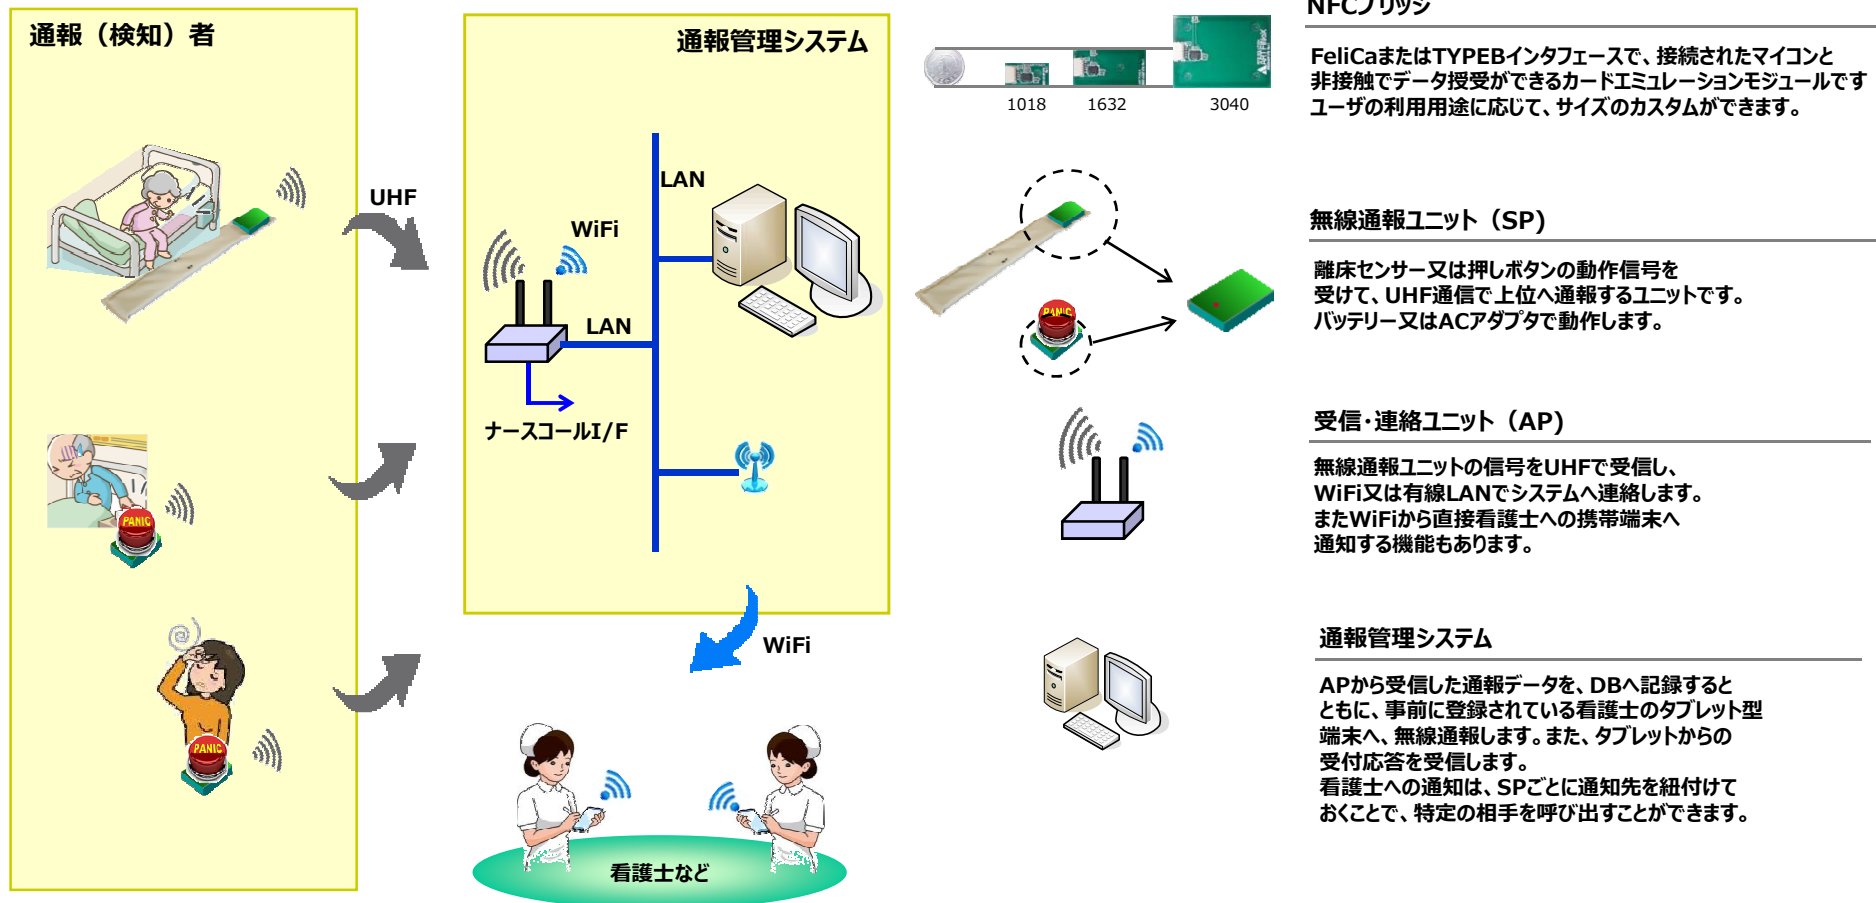 通報（検知）者
UHF
PANIC
PANIC
通報管理システム
LAN
WiFi
LAN
ナースコールI/F
WiFi
看護士など
1018
1632
3040
NFCブリッジ
FeliCaまたはTYPEBインタフェースで、接続されたマイコンと
非接触でデータ授受ができるカードエミュレーションモジュールです
ユーザの利用用途に応じて、サイズのカスタムができます。
PANIC
無線通報ユニット（SP)
離床センサー又は押しボタンの動作信号を
受けて、UHF通信で上位へ通報するユニットです。
バッテリー又はACアダプタで動作します。
受信・連絡ユニット（AP)
無線通報ユニットの信号をUHFで受信し、
WiFi又は有線LANでシステムへ連絡します。
またWiFiから直接看護士への携帯端末へ
通知する機能もあります。
通報管理システム
APから受信した通報データを、DBへ記録すると
ともに、事前に登録されている看護士のタブレット型
端末へ、無線通報します。また、タブレットからの
受付応答を受信します。
看護士への通知は、SPごとに通知先を紐付けて
おくことで、特定の相手を呼び出すことができます。